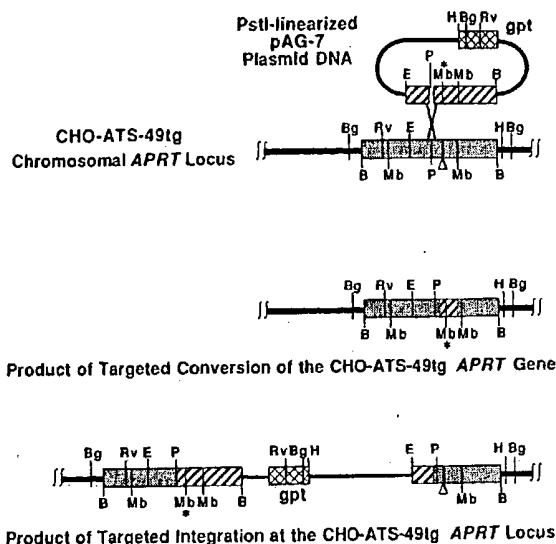 PstI-linearized
pAG-7
Plasmid DNA
H Bg Rv
gpt
P
*
E Mb Mb B
CHO-ATS-49tg
Chromosomal APRT Locus
Bg Rv E H Bg
B Mb P Δ Mb B
Bg Rv E P H Bg
B Mb Mb Mb B
*
Product of Targeted Conversion of the CHO-ATS-49tg APRT Gene
Bg Rv E P Rv Bg H E P H Bg
B Mb Mb Mb B gpt Δ Mb B
*
Product of Targeted Integration at the CHO-ATS-49tg APRT Locus